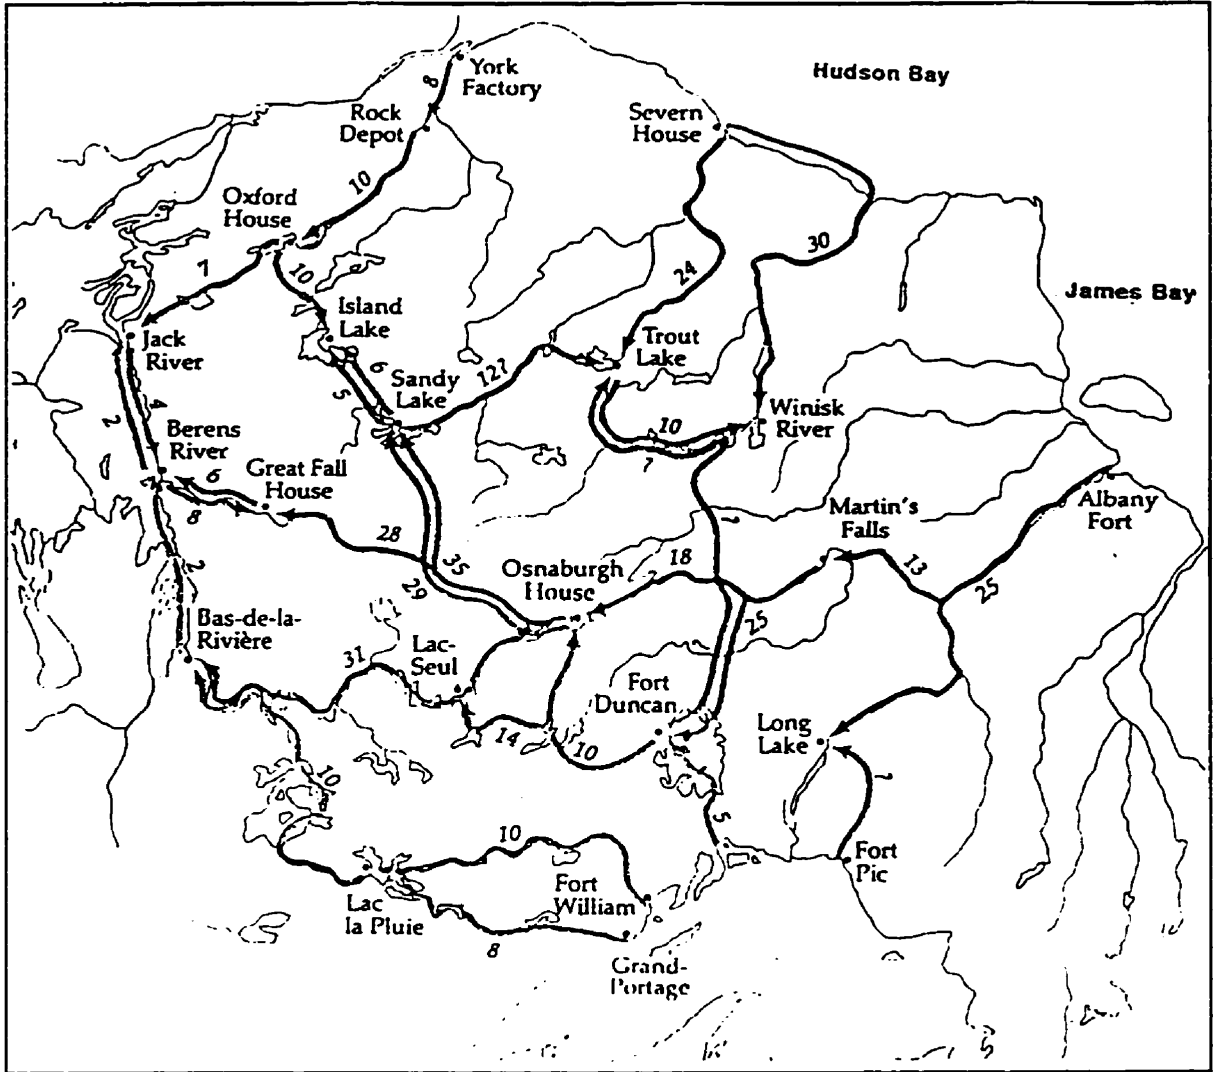 York
Factory
Hudson Bay
8
Rock
Depot
Severn
House
10
Oxford
House
30
7
10
24
James Bay
Island
Lake
Jack
River
Trout
Lake
6
5
Sandy
Lake
127
4
2
Winisk
River
10
7
Berens
River
6
8
Great Fall
House
Albany
Fort
Martin's
Falls
28
35
29
18
13
25
Osnaburgh
House
2
25
Bas-de-la-
Rivière
31
Lac-
Seul
Fort
Duncan
Long
Lake
14
10
10
5
7
10
Fort
Pic
Fort
William
Lac
la Pluie
8
Grand-
Portage